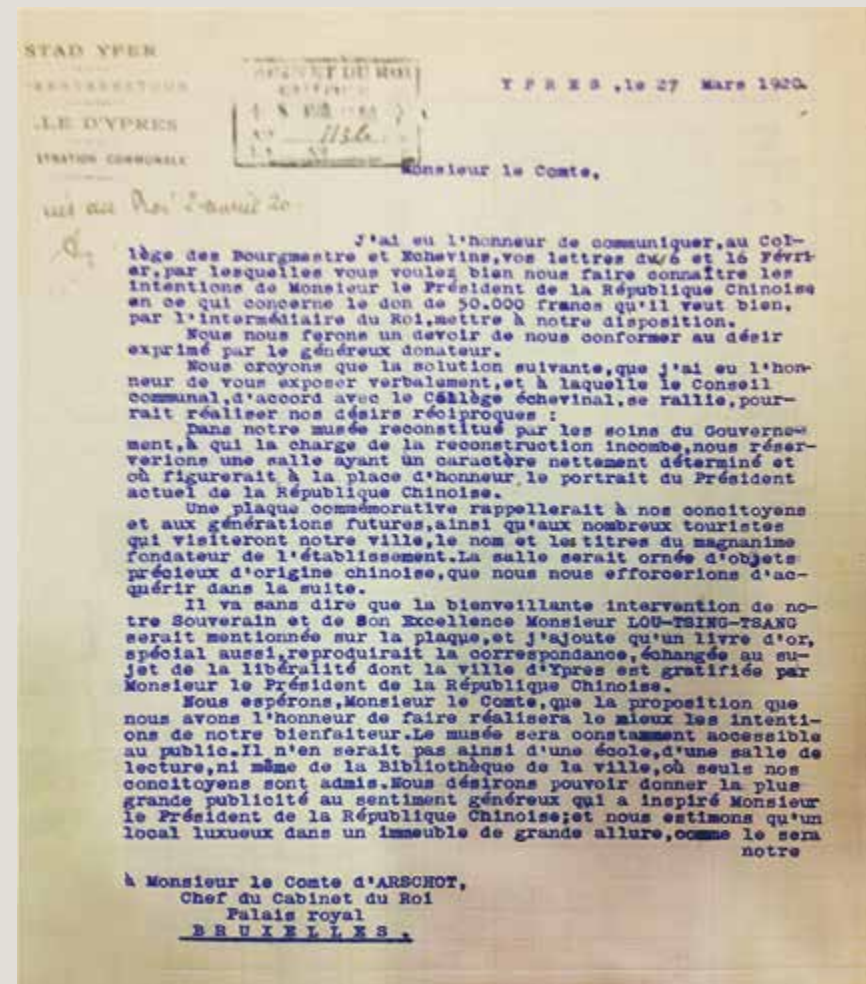 STAD YPER
LE D'YPRES
TRATION COMMUNALE
CABINET DU ROI
Y P R E S ,le 27 Mars 1920.
Monsieur le Comte,
au Roi 2 avril 20
J'ai eu l'honneur de communiquer,au Col-
lège des Bourgmestre et Echevins,vos lettres du 6 et 16 Févri-
er,par lesquelles vous voulez bien nous faire connaître les
intentions de Monsieur le Président de la République Chinoise
en ce qui concerne le don de 50.000 francs qu'il veut bien,
par l'intermédiaire du Roi,mettre à notre disposition.
Nous nous ferons un devoir de nous conformer au désir
exprimé par le généreux donateur.
Nous croyons que la solution suivante,que j'ai eu l'hon-
neur de vous exposer verbalement,et à laquelle le Conseil
communal,d'accord avec le Collège échevinal,se rallie,pour-
rait réaliser nos désirs réciproques :
Dans notre musée reconstitué par les soins du Gouverne-
ment,à qui la charge de la reconstruction incombe,nous réser-
verions une salle ayant un caractère nettement déterminé et
où figurerait à la place d'honneur le portrait du Président
actuel de la République Chinoise.
Une plaque commémorative rappellerait à nos concitoyens
et aux générations futures,ainsi qu'aux nombreux touristes
qui visiteront notre ville,le nom et les titres du magnanime
fondateur de l'établissement.La salle serait ornée d'objets
précieux d'origine chinoise,que nous nous efforcerions d'ac-
quérir dans la suite.
Il va sans dire que la bienveillante intervention de no-
tre Souverain et de Son Excellence Monsieur LOU-TSING-TSANG
serait mentionnée sur la plaque,et j'ajoute qu'un livre d'or,
spécial aussi,reproduirait la correspondance,échangée au su-
jet de la libéralité dont la ville d'Ypres est gratifiée par
Monsieur le Président de la République Chinoise.
Nous espérons,Monsieur le Comte,que la proposition que
nous avons l'honneur de faire réalisera le mieux les intenti-
ons de notre bienfaiteur.Le musée sera constamment accessible
au public.Il n'en serait pas ainsi d'une école,d'une salle de
lecture,ni même de la Bibliothèque de la ville,où seuls nos
concitoyens sont admis.Nous désirons pouvoir donner la plus
grande publicité au sentiment généreux qui a inspiré Monsieur
le Président de la République Chinoise;et nous estimons qu'un
local luxueux dans un immeuble de grande allure,comme le sera
notre
à Monsieur le Comte d'ARSCHOT,
Chef du Cabinet du Roi
Palais royal
B R U X E L L E S .